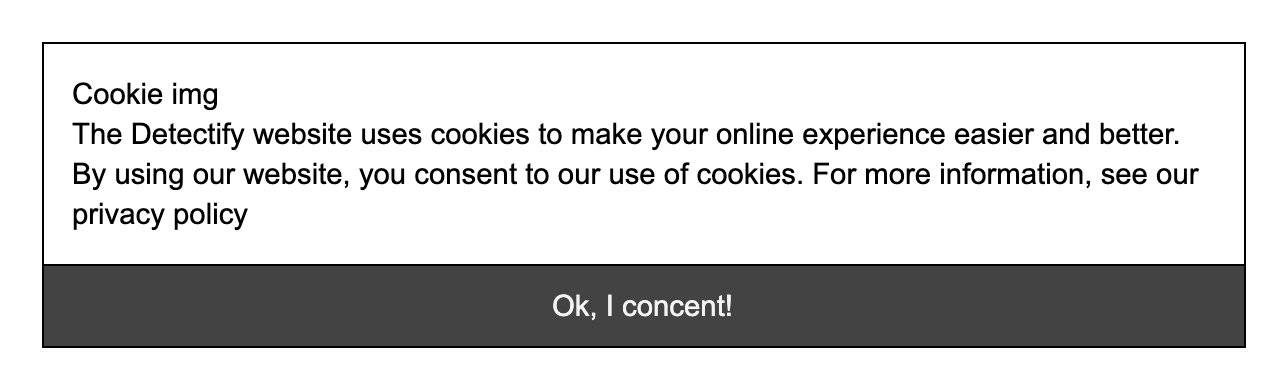 Cookie img
The Detectify website uses cookies to make your online experience easier and better.
By using our website, you consent to our use of cookies. For more information, see our
privacy policy
Ok, I concent!